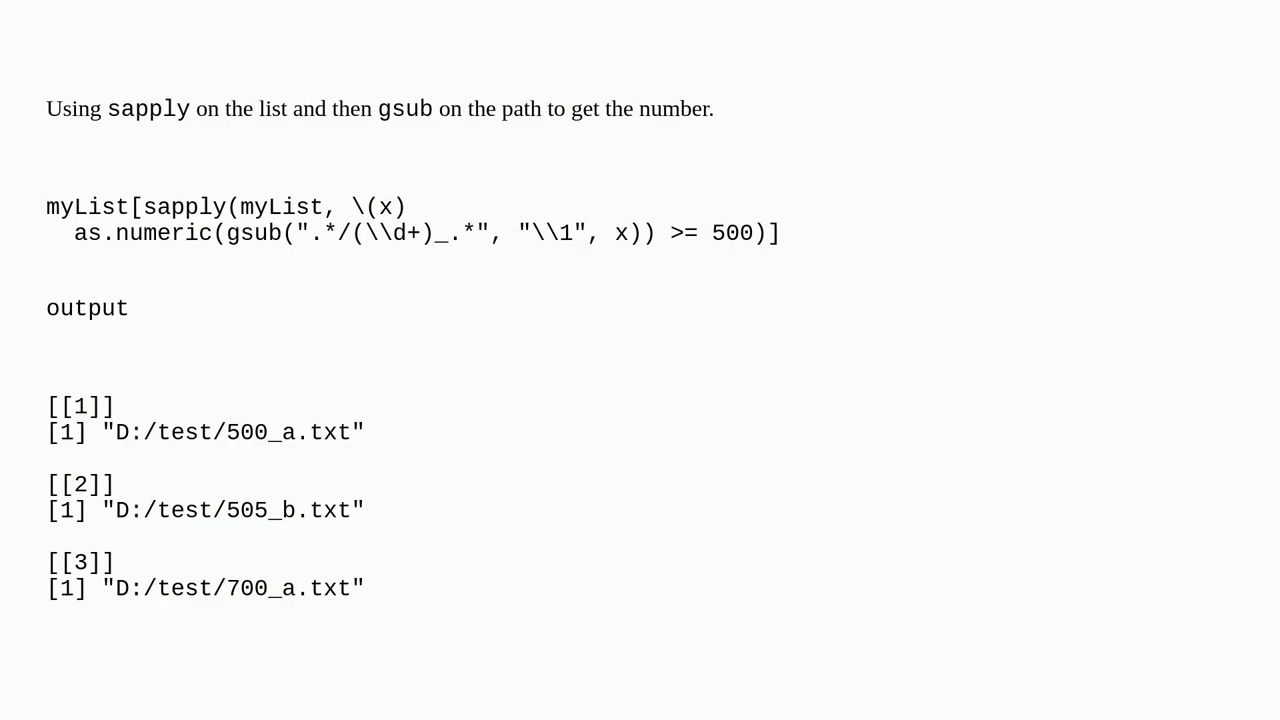 Using sapply on the list and then gsub on the path to get the number.
myList[sapply(myList, \(x)
  as.numeric(gsub(".*/(\\d+)_.*", "\\1", x)) >= 500)]
output
[[1]]
[1] "D:/test/500_a.txt"
[[2]]
[1] "D:/test/505_b.txt"
[[3]]
[1] "D:/test/700_a.txt"